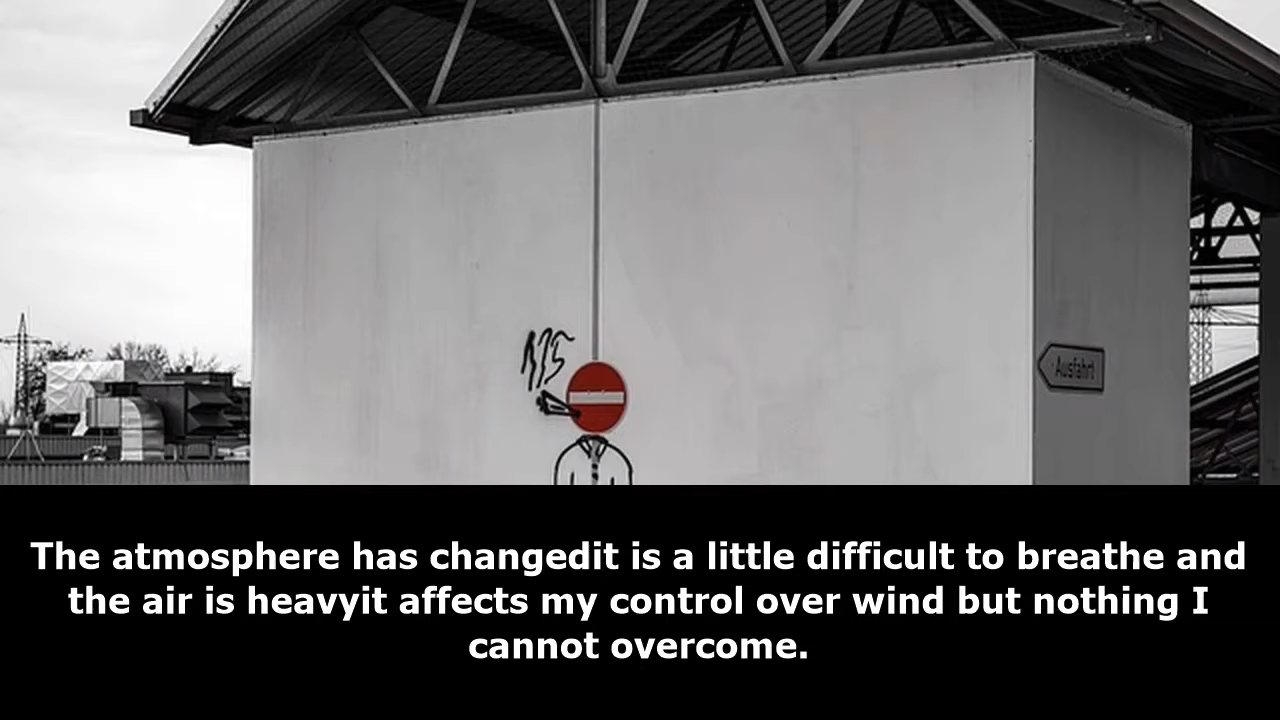 Ausfahrt
The atmosphere has changedit is a little difficult to breathe and
the air is heavyit affects my control over wind but nothing I
cannot overcome.